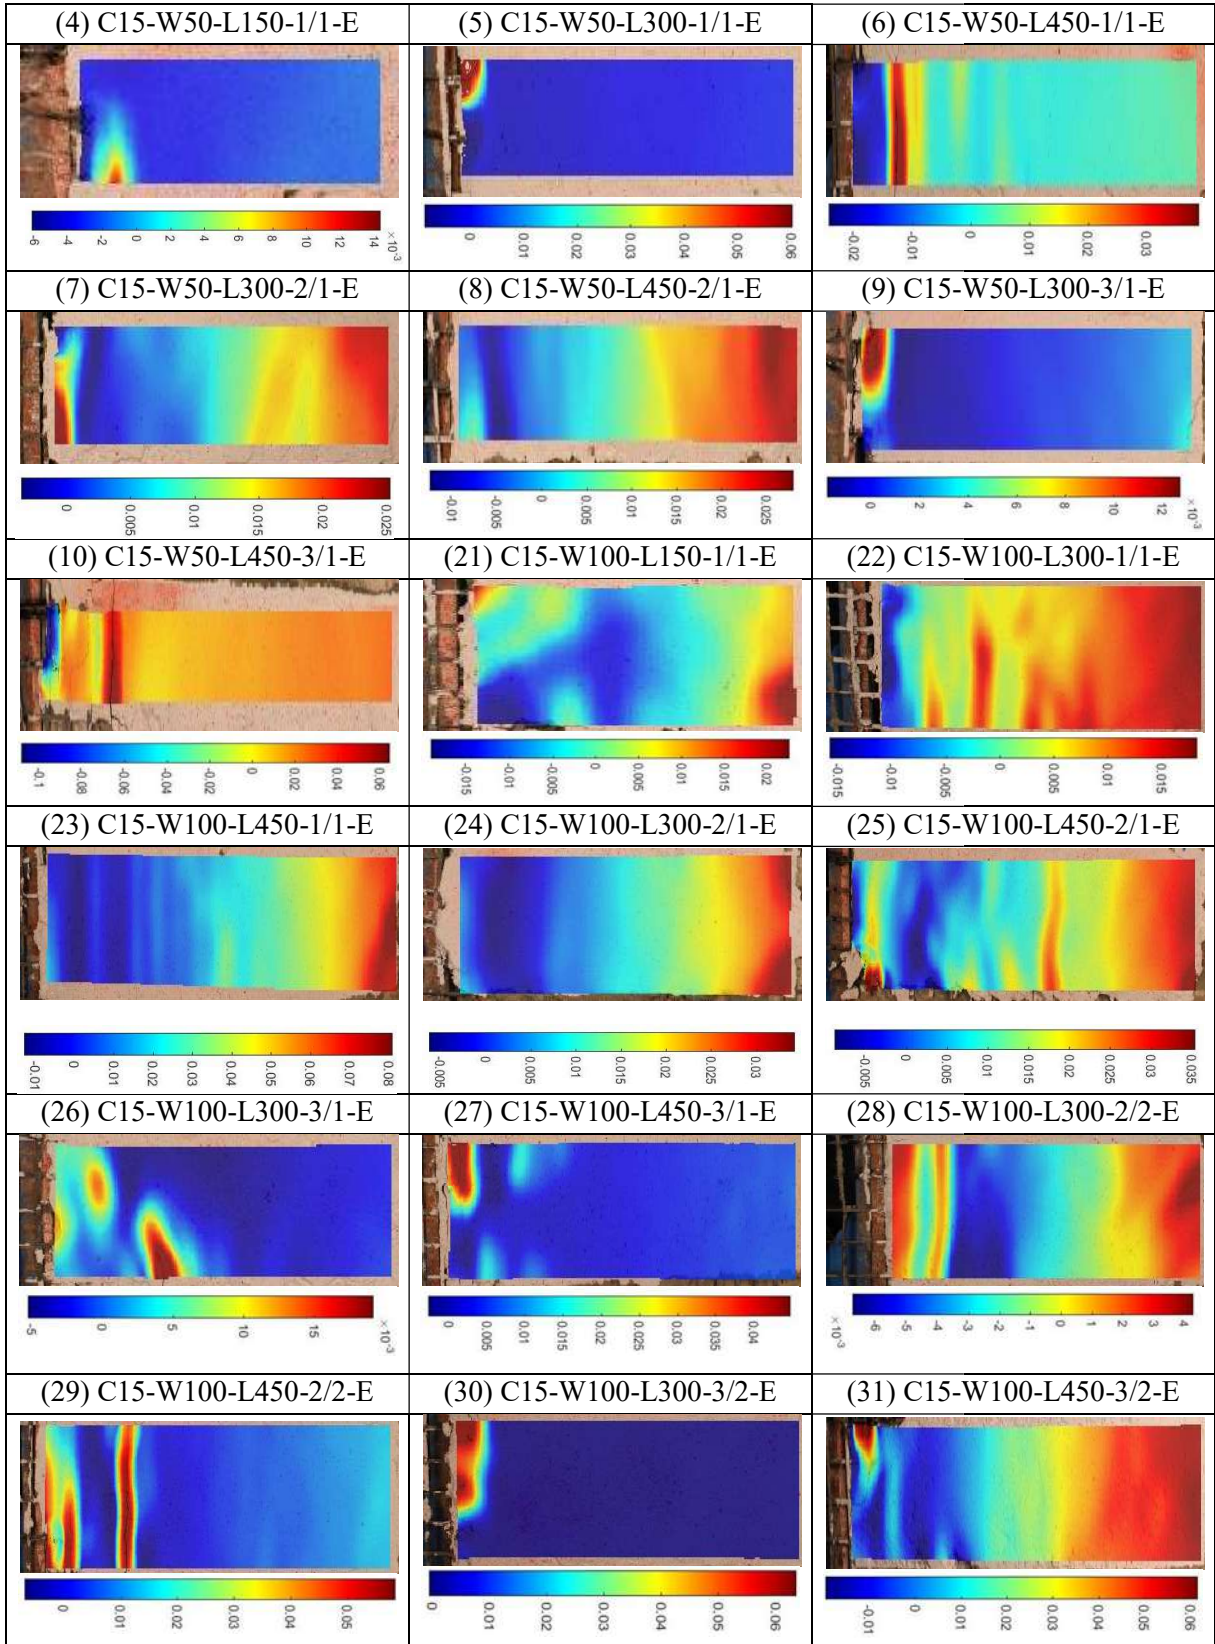 (4) C15-W50-L150-1/1-E
(5) C15-W50-L300-1/1-E
(6) C15-W50-L450-1/1-E
-6 -4 -2 0 2 4 6 8 10 12 14 ×10-3
0 0.01 0.02 0.03 0.04 0.05 0.06
-0.02 -0.01 0 0.01 0.02 0.03
(7) C15-W50-L300-2/1-E
(8) C15-W50-L450-2/1-E
(9) C15-W50-L300-3/1-E
0 0.005 0.01 0.015 0.02 0.025
-0.01 -0.005 0 0.005 0.01 0.015 0.02 0.025
0 2 4 6 8 10 12 ×10-3
(10) C15-W50-L450-3/1-E
(21) C15-W100-L150-1/1-E
(22) C15-W100-L300-1/1-E
-0.1 -0.08 -0.06 -0.04 -0.02 0 0.02 0.04 0.06
-0.015 -0.01 -0.005 0 0.005 0.01 0.015 0.02
-0.015 -0.01 -0.005 0 0.005 0.01 0.015
(23) C15-W100-L450-1/1-E
(24) C15-W100-L300-2/1-E
(25) C15-W100-L450-2/1-E
-0.01 0 0.01 0.02 0.03 0.04 0.05 0.06 0.07 0.08
-0.005 0 0.005 0.01 0.015 0.02 0.025 0.03
-0.005 0 0.005 0.01 0.015 0.02 0.025 0.03 0.035
(26) C15-W100-L300-3/1-E
(27) C15-W100-L450-3/1-E
(28) C15-W100-L300-2/2-E
-5 0 5 10 15 ×10-3
0 0.005 0.01 0.015 0.02 0.025 0.03 0.035 0.04
×10-3 -6 -5 -4 -3 -2 -1 0 1 2 3 4
(29) C15-W100-L450-2/2-E
(30) C15-W100-L300-3/2-E
(31) C15-W100-L450-3/2-E
0 0.01 0.02 0.03 0.04 0.05
0 0.01 0.02 0.03 0.04 0.05 0.06
-0.01 0 0.01 0.02 0.03 0.04 0.05 0.06